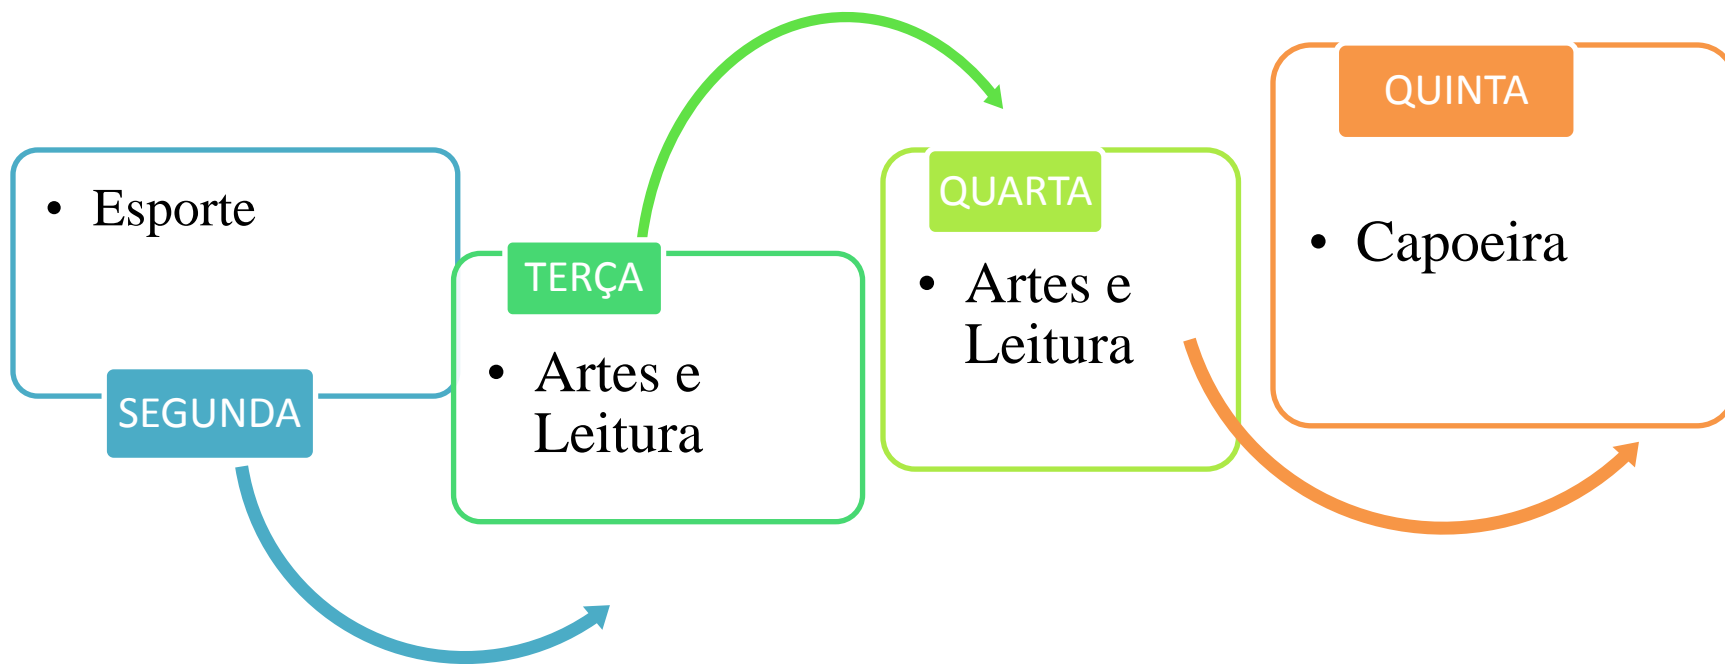 • Esporte
SEGUNDA
TERÇA
• Artes e
Leitura
QUARTA
• Artes e
Leitura
QUINTA
• Capoeira